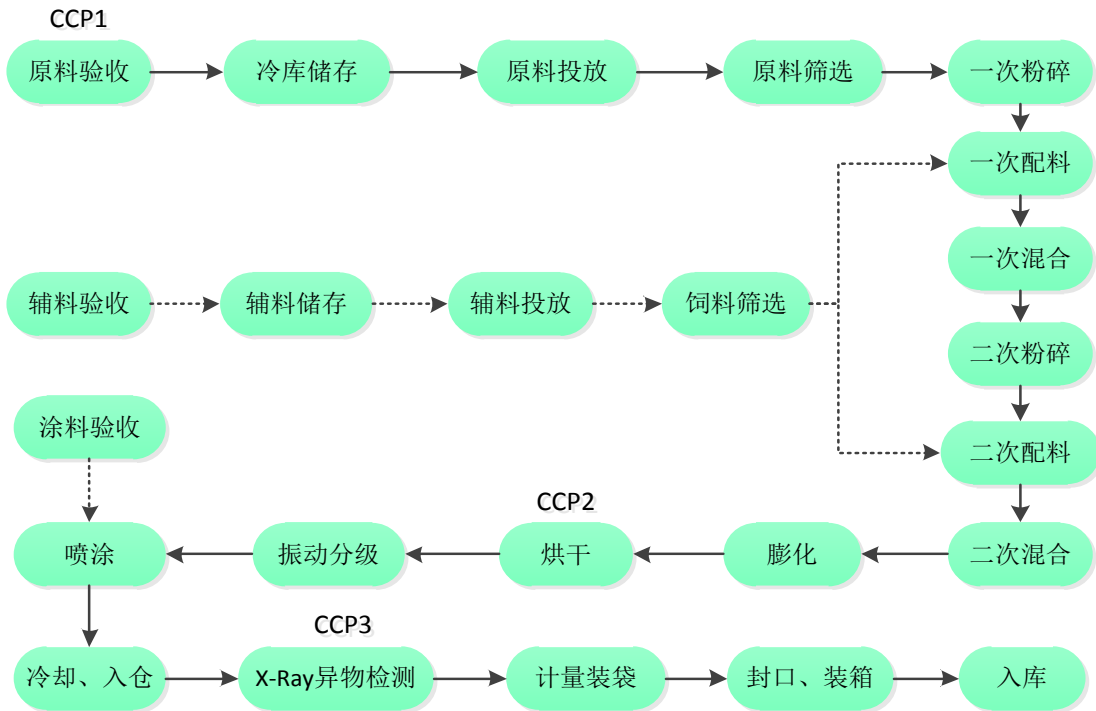 CCP1
原料验收
冷库储存
原料投放
原料筛选
一次粉碎
一次配料
一次混合
辅料验收
辅料储存
辅料投放
饲料筛选
二次粉碎
涂料验收
二次配料
CCP2
喷涂
振动分级
烘干
膨化
二次混合
CCP3
冷却、入仓
X-Ray异物检测
计量装袋
封口、装箱
入库